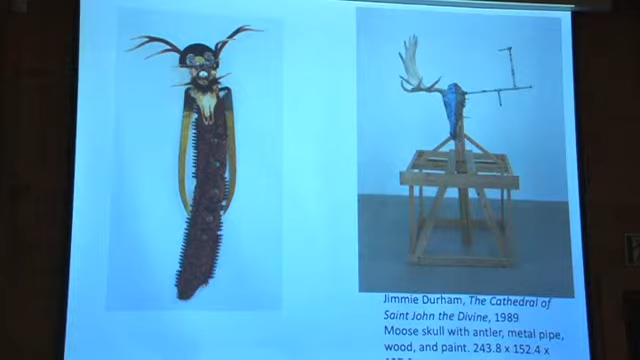 Jimmie Durham, The Cathedral of
Saint John the Divine, 1989
Moose skull with antler, metal pipe,
wood, and paint. 243.8 x 152.4 x